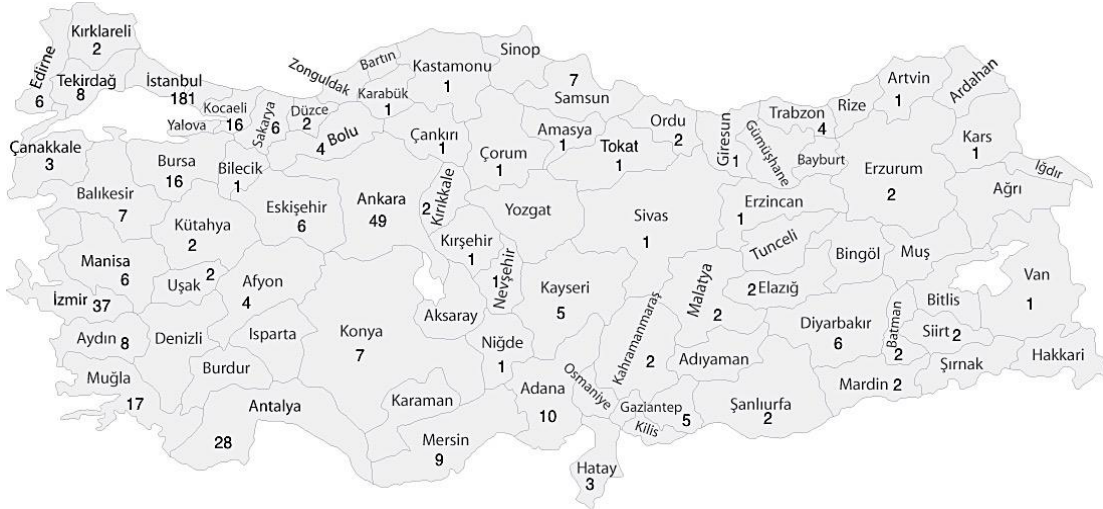 Kırklareli
2
Edirne
6
Tekirdağ
8
İstanbul
181
Kocaeli
16
Yalova
Sakarya
6
Düzce
2
Zonguldak
Bartın
Karabük
1
Kastamonu
1
Sinop
7
Samsun
Bolu
4
Çankırı
1
Çorum
1
Amasya
1
Tokat
1
Ordu
2
Giresun
1
Gümüşhane
Trabzon
4
Bayburt
Rize
Artvin
1
Ardahan
Kars
1
Iğdır
Ağrı
Erzurum
2
Erzincan
1
Çanakkale
3
Bursa
16
Bilecik
1
Balıkesir
7
Kütahya
2
Eskişehir
6
Ankara
49
Kırıkkale
2
Yozgat
Sivas
1
Tunceli
Bingöl
Muş
Kırşehir
1
Nevşehir
1
Kayseri
5
Malatya
2
Elazığ
2
Manisa
6
Uşak
2
Afyon
4
İzmir 37
Aydın 8
Denizli
Isparta
Burdur
Konya
7
Aksaray
Niğde
1
Kahramanmaraş
2
Adıyaman
Diyarbakır
6
Batman
2
Bitlis
Siirt 2
Van
1
Hakkari
Şırnak
Mardin 2
Şanlıurfa
2
Muğla
17
Antalya
28
Karaman
Mersin
9
Adana
10
Osmaniye
Gaziantep
5
Kilis
Hatay
3